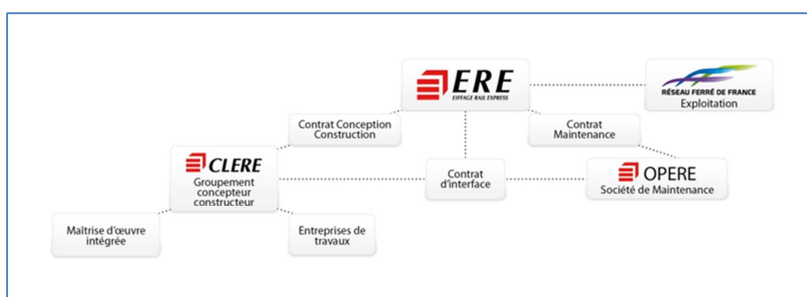 ERE
EIFFAGE RAIL EXPRESS
RÉSEAU FERRÉ DE FRANCE
Exploitation
Contrat Conception
Construction
Contrat
Maintenance
CLERE
Groupement
concepteur
constructeur
Contrat
d'interface
OPERE
Société de Maintenance
Maîtrise d'œuvre
intégrée
Entreprises de
travaux